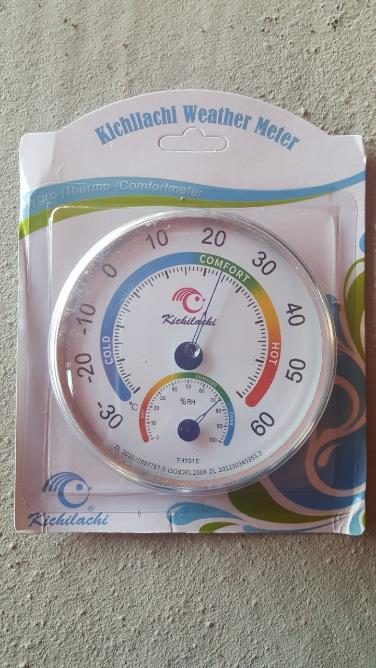 Kichilachi Weather Meter
ygro-/Thermo-/Comfortmeter
-30 -20 -10 0 10 20 30 40 50 60
COLD COMFORT HOT
Kichilachi
°C
%RH
TH101E
Kichilachi